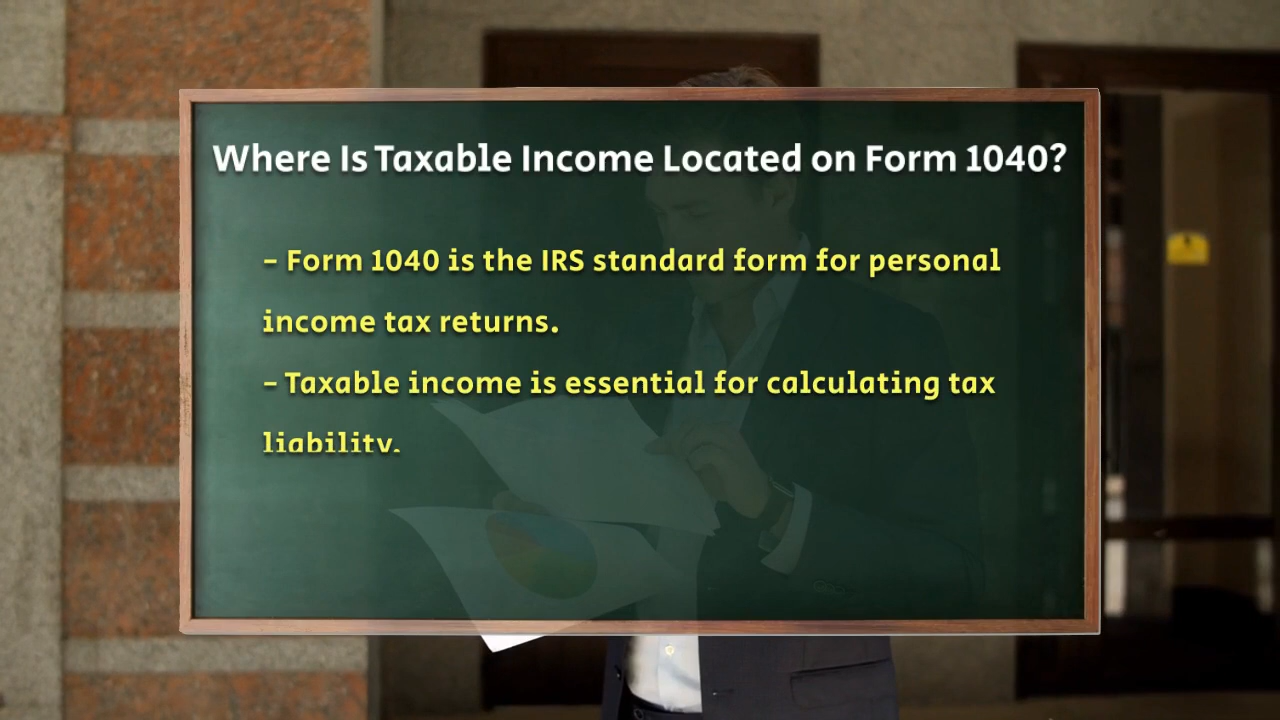 Where Is Taxable Income Located on Form 1040?
– Form 1040 is the IRS standard form for personal
income tax returns.
– Taxable income is essential for calculating tax
liability.